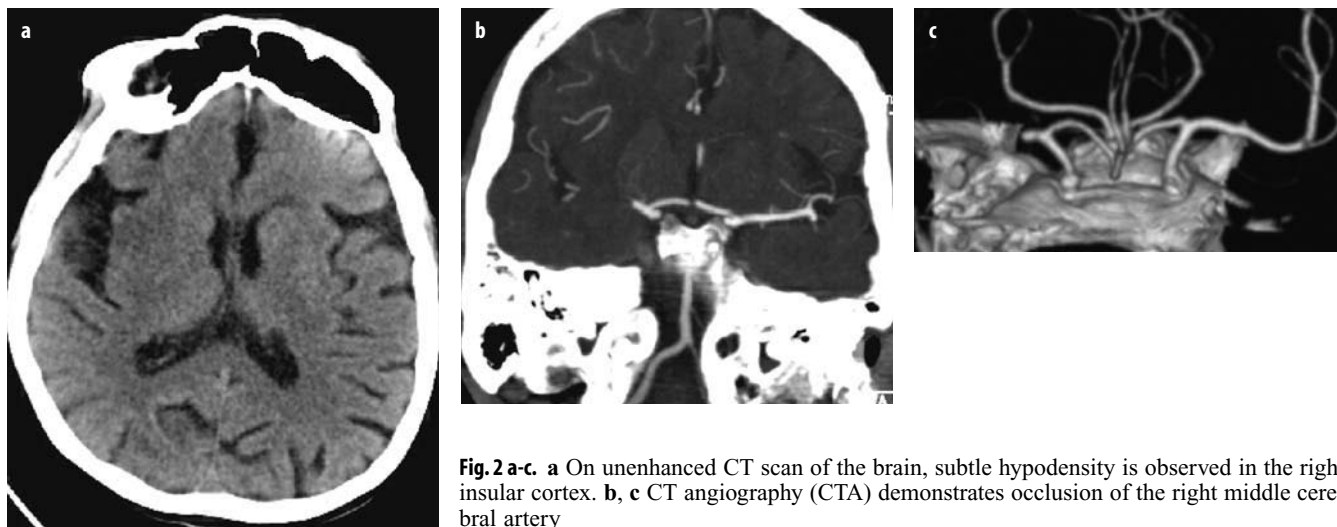 a
b
c
A
Fig. 2 a-c. a On unenhanced CT scan of the brain, subtle hypodensity is observed in the righ
insular cortex. b, c CT angiography (CTA) demonstrates occlusion of the right middle cere
bral artery